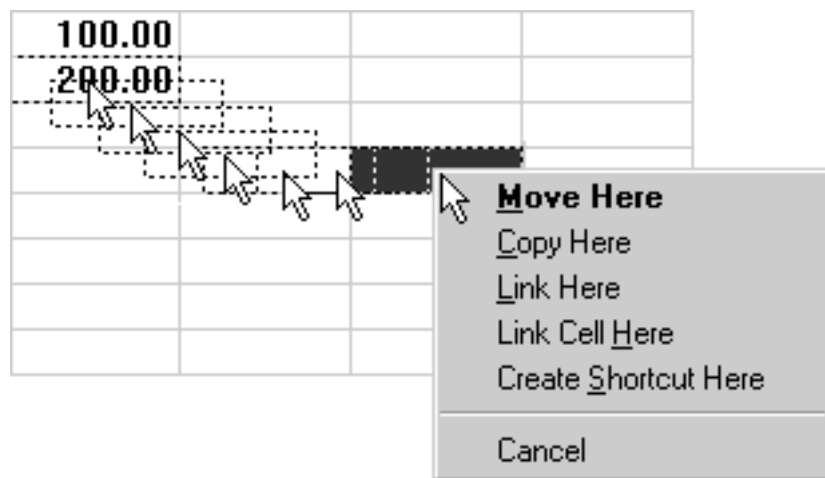 100.00
200.00
Move Here
Copy Here
Link Here
Link Cell Here
Create Shortcut Here
Cancel